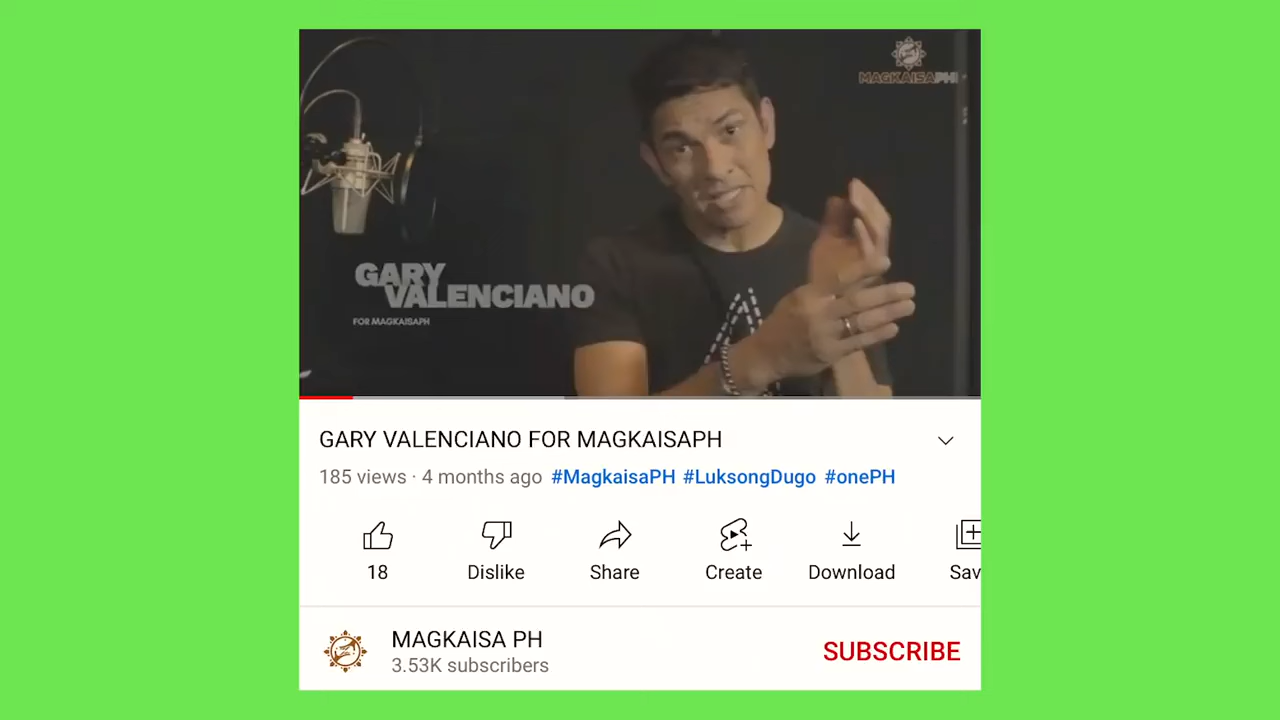 MAGKAISAPH
GARY
VALENCIANO
FOR MAGKAISAPH
GARY VALENCIANO FOR MAGKAISAPH
185 views · 4 months ago #MagkaisaPH #LuksongDugo #onePH
18 Dislike Share Create Download Sav
MAGKAISA PH
3.53K subscribers
SUBSCRIBE